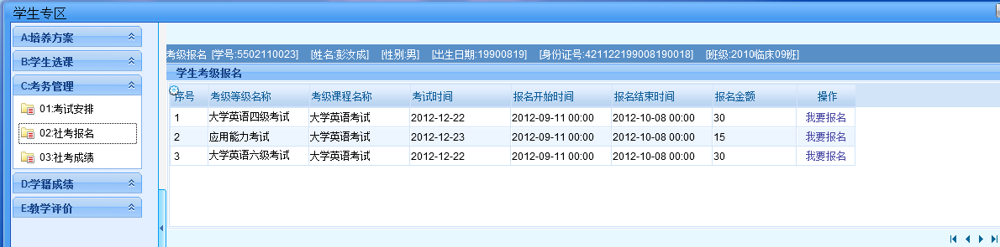 学生专区
A:培养方案
B:学生选课
C:考务管理
01:考试安排
02:社考报名
03:社考成绩
D:学籍成绩
E:教学评价
考级报名 [学号:5502110023] [姓名:彭汝成] [性别:男] [出生日期:19900819] [身份证号:421122199008190018] [班级:2010临床09班]
学生考级报名
序号 考级等级名称 考级课程名称 考试时间 报名开始时间 报名结束时间 报名金额 操作
1 大学英语四级考试 大学英语考试 2012-12-22 2012-09-11 00:00 2012-10-08 00:00 30 我要报名
2 应用能力考试 大学英语考试 2012-12-23 2012-09-11 00:00 2012-10-08 00:00 15 我要报名
3 大学英语六级考试 大学英语考试 2012-12-22 2012-09-11 00:00 2012-10-08 00:00 30 我要报名